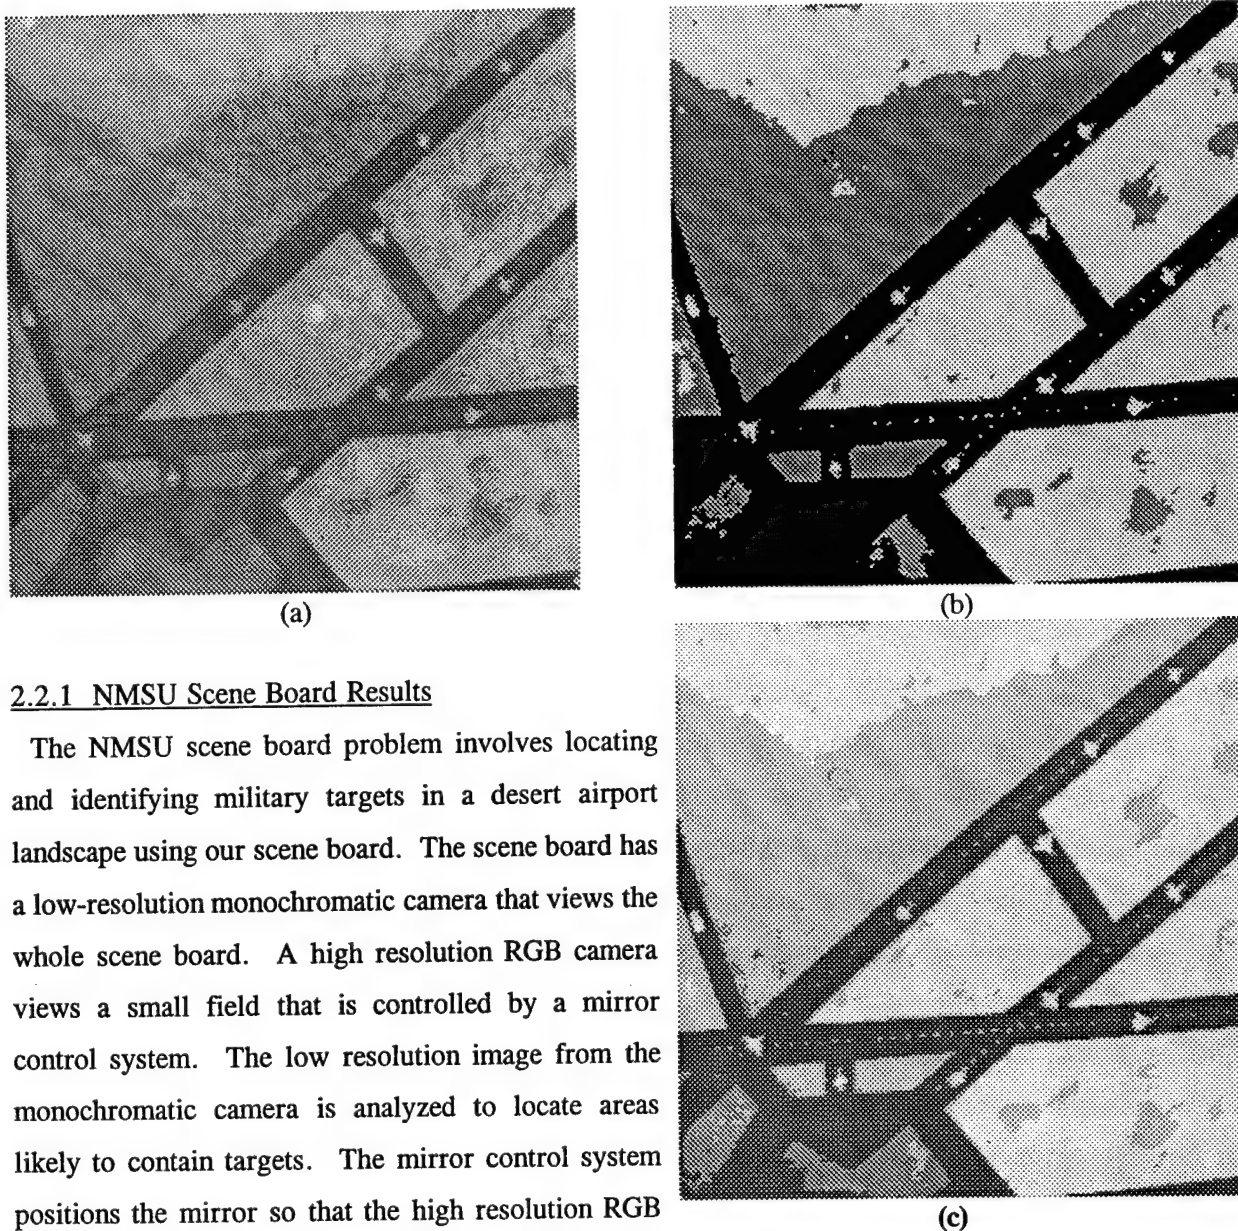 (a)
(b)
2.2.1 NMSU Scene Board Results
The NMSU scene board problem involves locating
and identifying military targets in a desert airport
landscape using our scene board. The scene board has
a low-resolution monochromatic camera that views the
whole scene board. A high resolution RGB camera
views a small field that is controlled by a mirror
control system. The low resolution image from the
monochromatic camera is analyzed to locate areas
likely to contain targets. The mirror control system
positions the mirror so that the high resolution RGB
(c)